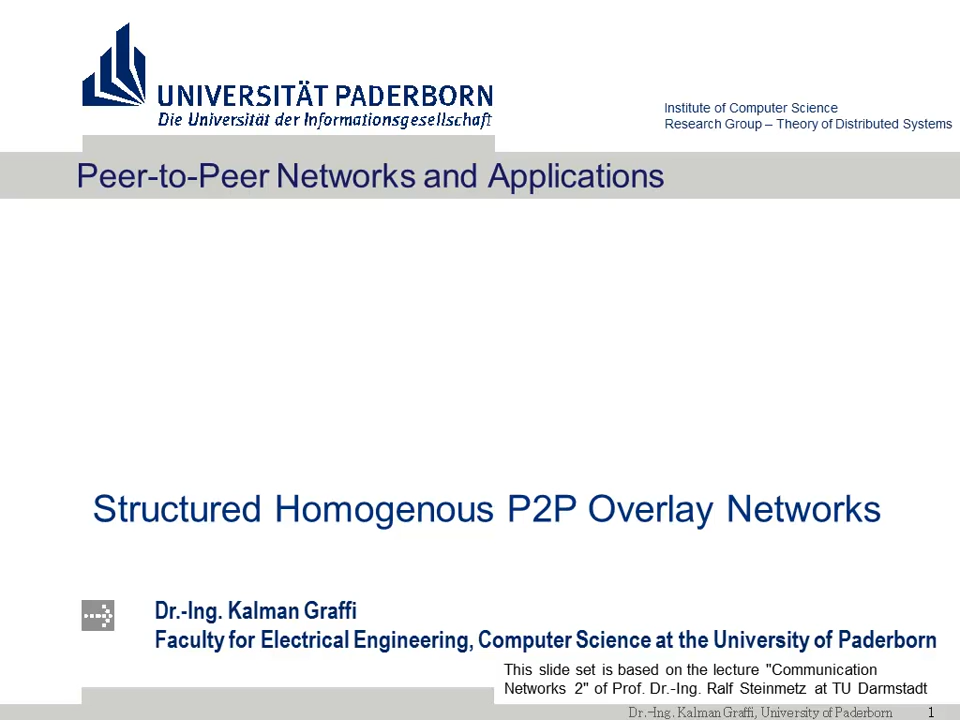 UNIVERSITÄT PADERBORN
Die Universität der Informationsgesellschaft
Institute of Computer Science
Research Group – Theory of Distributed Systems
Peer-to-Peer Networks and Applications
Structured Homogenous P2P Overlay Networks
Dr.-Ing. Kalman Graffi
Faculty for Electrical Engineering, Computer Science at the University of Paderborn
This slide set is based on the lecture "Communication
Networks 2" of Prof. Dr.-Ing. Ralf Steinmetz at TU Darmstadt
Dr.-Ing. Kalman Graffi, University of Paderborn 1